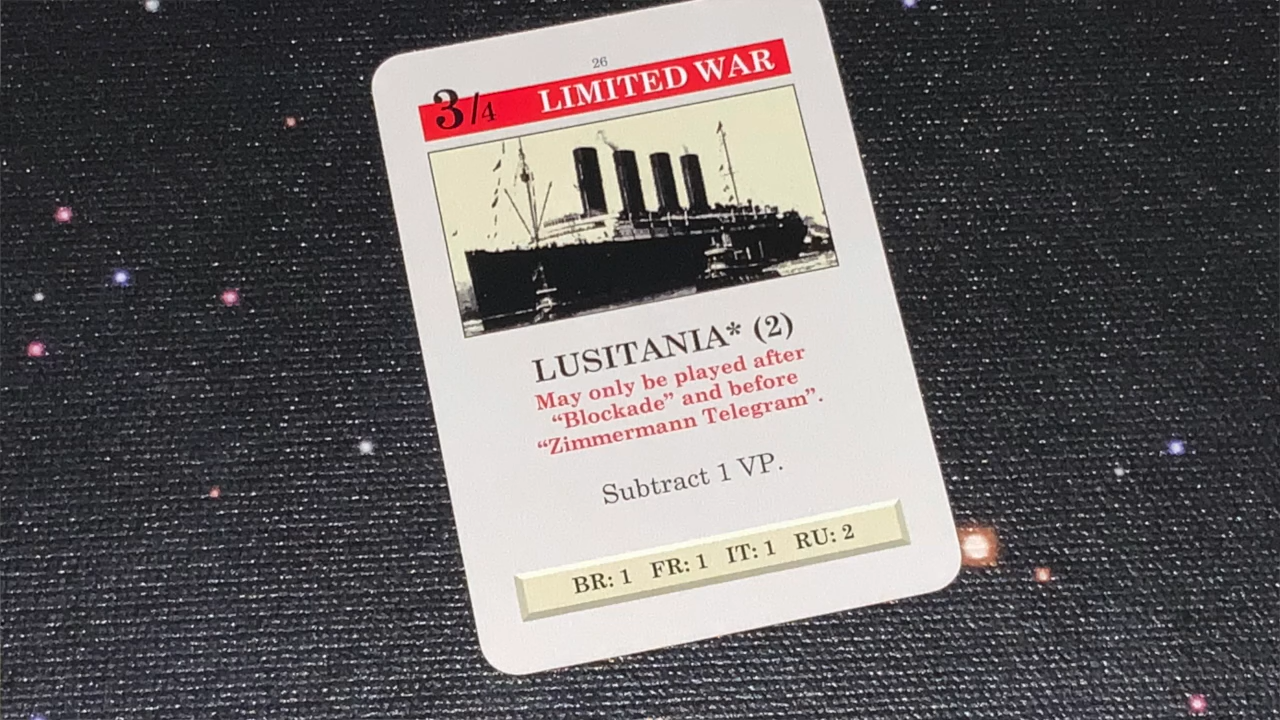 26
3/4 LIMITED WAR
LUSITANIA* (2)
May only be played after
“Blockade” and before
“Zimmermann Telegram”.
Subtract 1 VP.
BR: 1 FR: 1 IT: 1 RU: 2